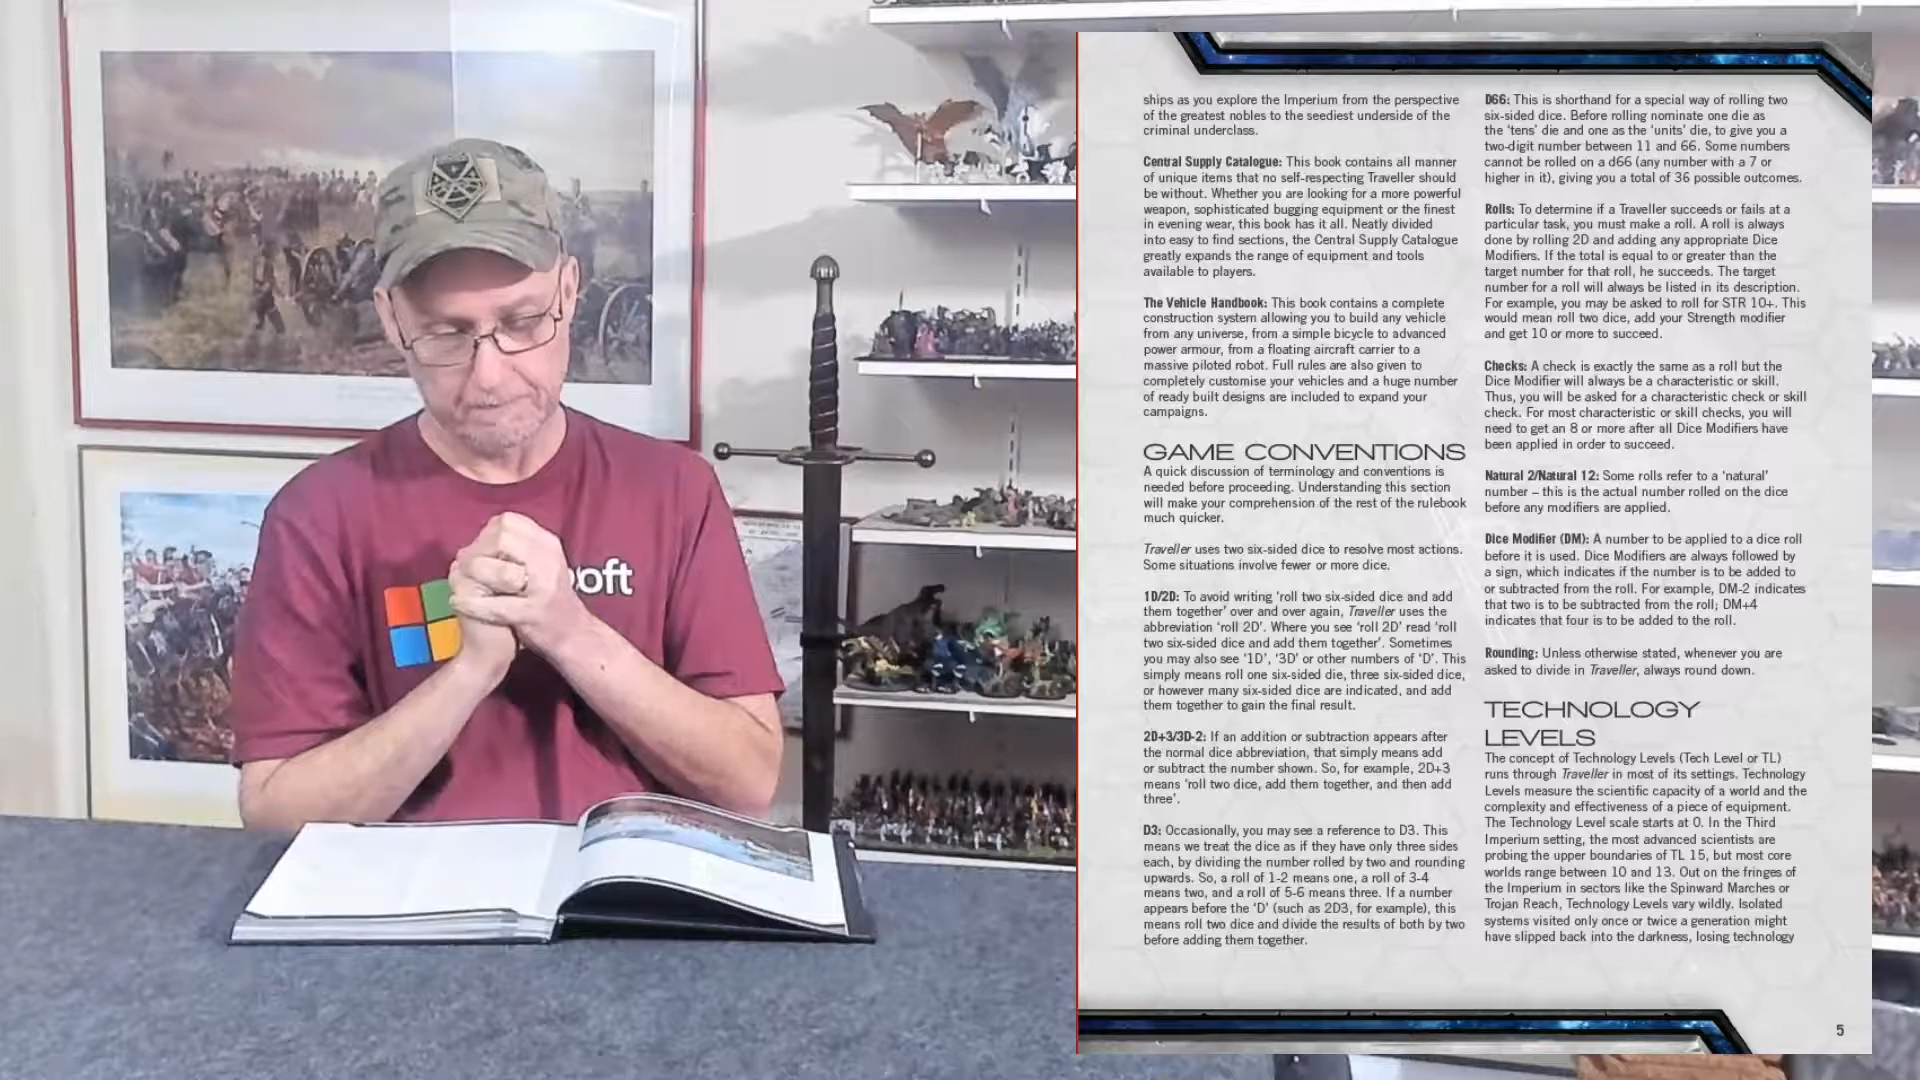 oft
ships as you explore the Imperium from the perspective
of the greatest nobles to the seediest underside of the
criminal underclass.
Central Supply Catalogue: This book contains all manner
of unique items that no self-respecting Traveller should
be without. Whether you are looking for a more powerful
weapon, sophisticated bugging equipment or the finest
in evening wear, this book has it all. Neatly divided
into easy to find sections, the Central Supply Catalogue
greatly expands the range of equipment and tools
available to players.
The Vehicle Handbook: This book contains a complete
construction system allowing you to build any vehicle
from any universe, from a simple bicycle to advanced
power armour, from a floating aircraft carrier to a
massive piloted robot. Full rules are also given to
completely customise your vehicles and a huge number
of ready built designs are included to expand your
campaigns.
GAME CONVENTIONS
A quick discussion of terminology and conventions is
needed before proceeding. Understanding this section
will make your comprehension of the rest of the rulebook
much quicker.
Traveller uses two six-sided dice to resolve most actions.
Some situations involve fewer or more dice.
1D/2D: To avoid writing ‘roll two six-sided dice and add
them together’ over and over again, Traveller uses the
abbreviation ‘roll 2D’. Where you see ‘roll 2D’ read ‘roll
two six-sided dice and add them together’. Sometimes
you may also see ‘1D’, ‘3D’ or other numbers of ‘D’. This
simply means roll one six-sided die, three six-sided dice,
or however many six-sided dice are indicated, and add
them together to gain the final result.
2D+3/3D-2: If an addition or subtraction appears after
the normal dice abbreviation, that simply means add
or subtract the number shown. So, for example, 2D+3
means ‘roll two dice, add them together, and then add
three’.
D3: Occasionally, you may see a reference to D3. This
means we treat the dice as if they have only three sides
each, by dividing the number rolled by two and rounding
upwards. So, a roll of 1-2 means one, a roll of 3-4
means two, and a roll of 5-6 means three. If a number
appears before the ‘D’ (such as 2D3, for example), this
means roll two dice and divide the results of both by two
before adding them together.
D66: This is shorthand for a special way of rolling two
six-sided dice. Before rolling nominate one die as
the ‘tens’ die and one as the ‘units’ die, to give you a
two-digit number between 11 and 66. Some numbers
cannot be rolled on a d66 (any number with a 7 or
higher in it), giving you a total of 36 possible outcomes.
Rolls: To determine if a Traveller succeeds or fails at a
particular task, you must make a roll. A roll is always
done by rolling 2D and adding any appropriate Dice
Modifiers. If the total is equal to or greater than the
target number for that roll, he succeeds. The target
number for a roll will always be listed in its description.
For example, you may be asked to roll for STR 10+. This
would mean roll two dice, add your Strength modifier
and get 10 or more to succeed.
Checks: A check is exactly the same as a roll but the
Dice Modifier will always be a characteristic or skill.
Thus, you will be asked for a characteristic check or skill
check. For most characteristic or skill checks, you will
need to get an 8 or more after all Dice Modifiers have
been applied in order to succeed.
Natural 2/Natural 12: Some rolls refer to a ‘natural’
number – this is the actual number rolled on the dice
before any modifiers are applied.
Dice Modifier (DM): A number to be applied to a dice roll
before it is used. Dice Modifiers are always followed by
a sign, which indicates if the number is to be added to
or subtracted from the roll. For example, DM-2 indicates
that two is to be subtracted from the roll; DM+4
indicates that four is to be added to the roll.
Rounding: Unless otherwise stated, whenever you are
asked to divide in Traveller, always round down.
TECHNOLOGY
LEVELS
The concept of Technology Levels (Tech Level or TL)
runs through Traveller in most of its settings. Technology
Levels measure the scientific capacity of a world and the
complexity and effectiveness of a piece of equipment.
The Technology Level scale starts at 0. In the Third
Imperium setting, the most advanced scientists are
probing the upper boundaries of TL 15, but most core
worlds range between 10 and 13. Out on the fringes of
the Imperium in sectors like the Spinward Marches or
Trojan Reach, Technology Levels vary wildly. Isolated
systems visited only once or twice a generation might
have slipped back into the darkness, losing technology
5